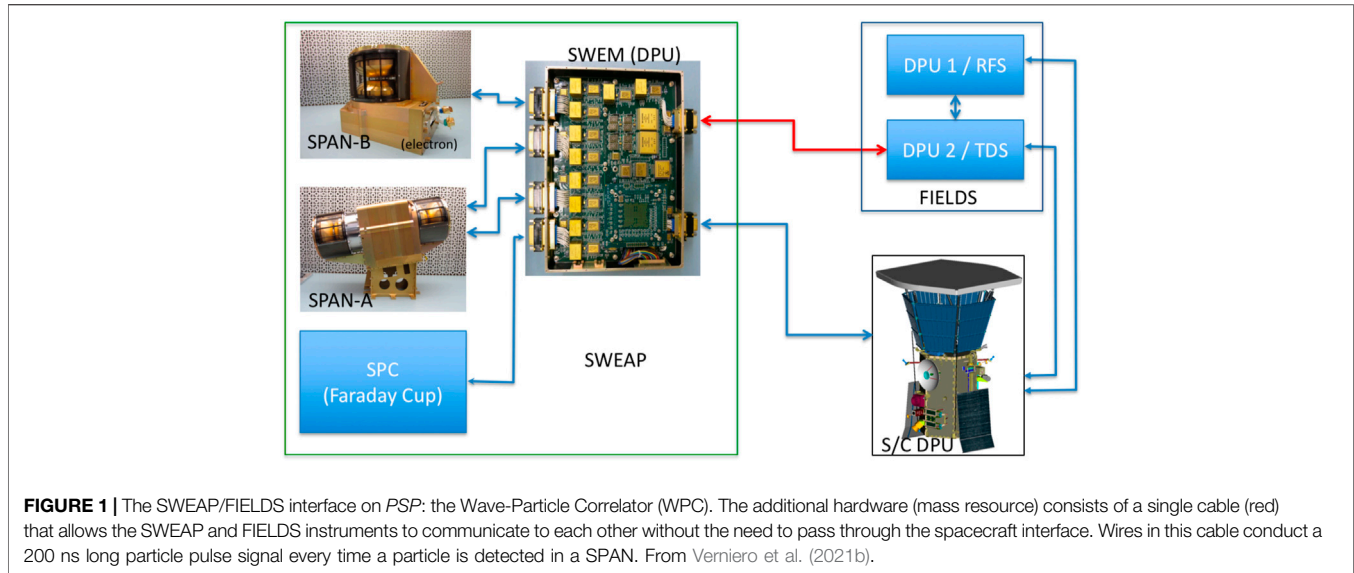 SWEM (DPU)
SPAN-B
(electron)
SPAN-A
SPC
(Faraday Cup)
SWEAP
DPU 1 / RFS
DPU 2 / TDS
FIELDS
S/C DPU
FIGURE 1 | The SWEAP/FIELDS interface on PSP: the Wave-Particle Correlator (WPC). The additional hardware (mass resource) consists of a single cable (red)
that allows the SWEAP and FIELDS instruments to communicate to each other without the need to pass through the spacecraft interface. Wires in this cable conduct a
200 ns long particle pulse signal every time a particle is detected in a SPAN. From Verniero et al. (2021b).